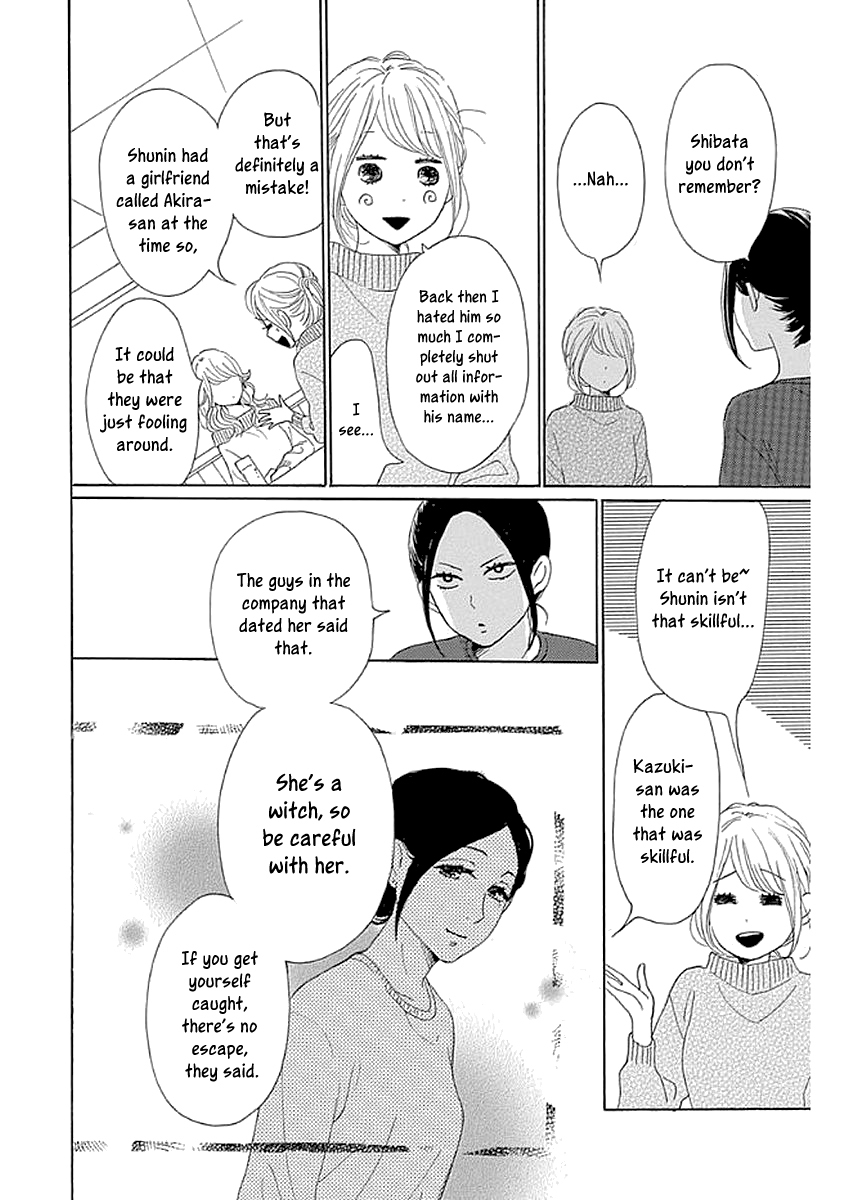 Shibata
you don't
remember?
...Nah...
Back then I
hated him so
much I com-
pletely shut
out all infor-
mation with
his name...
I
see...
But
that's
definitely a
mistake!
Shunin had
a girlfriend
called Akira-
san at the
time so,
It could
be that
they were
just fooling
around.
It can't be~
Shunin isn't
that skillful...
Kazuki-
san was
the one
that was
skillful.
The guys in the
company that
dated her said
that.
She's a
witch, so
be careful
with her.
If you get
yourself
caught,
there's no
escape,
they said.